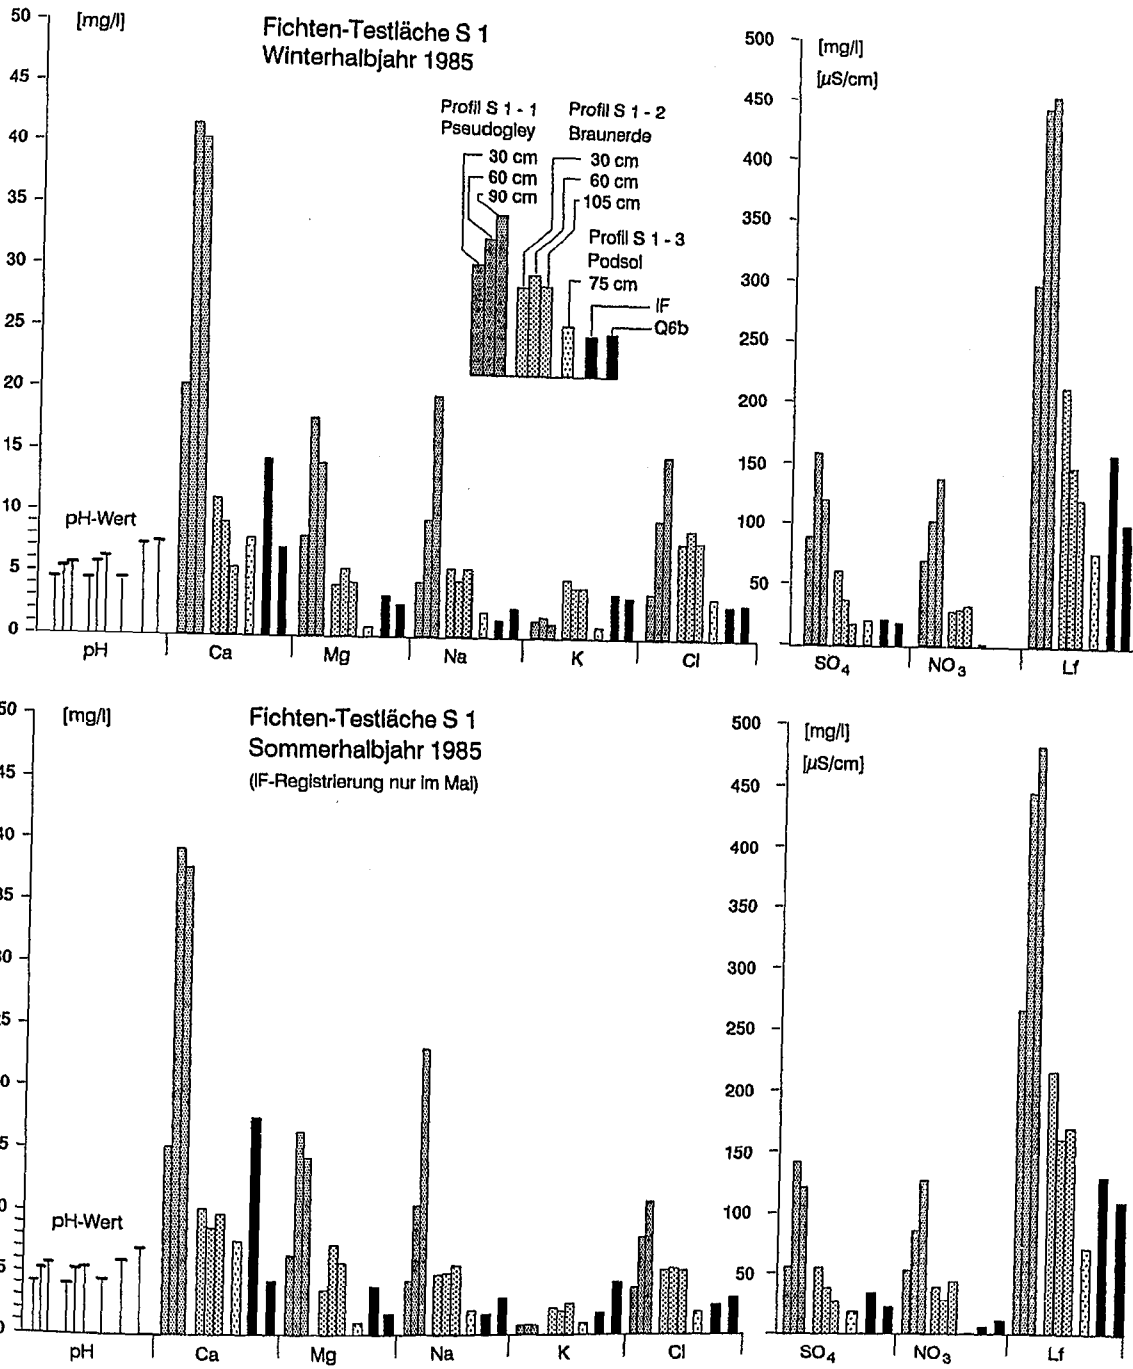 50
[mg/l]
Fichten-Testläche S 1
Winterhalbjahr 1985
45
40
35
30
25
20
15
10
5
0
pH-Wert
Profil S 1 - 1
Pseudogley
30 cm
60 cm
90 cm
Profil S 1 - 2
Braunerde
30 cm
60 cm
105 cm
Profil S 1 - 3
Podsol
75 cm
IF
Q6b
pH
Ca
Mg
Na
K
Cl
500
[mg/l]
[µS/cm]
450
400
350
300
250
200
150
100
50
SO4
NO3
Lf
50
[mg/l]
Fichten-Testläche S 1
Sommerhalbjahr 1985
(IF-Registrierung nur im Mai)
45
40
35
30
5
0
5
0
5
0
pH-Wert
pH
Ca
Mg
Na
K
Cl
500
[mg/l]
[µS/cm]
450
400
350
300
250
200
150
100
50
SO4
NO3
Lf